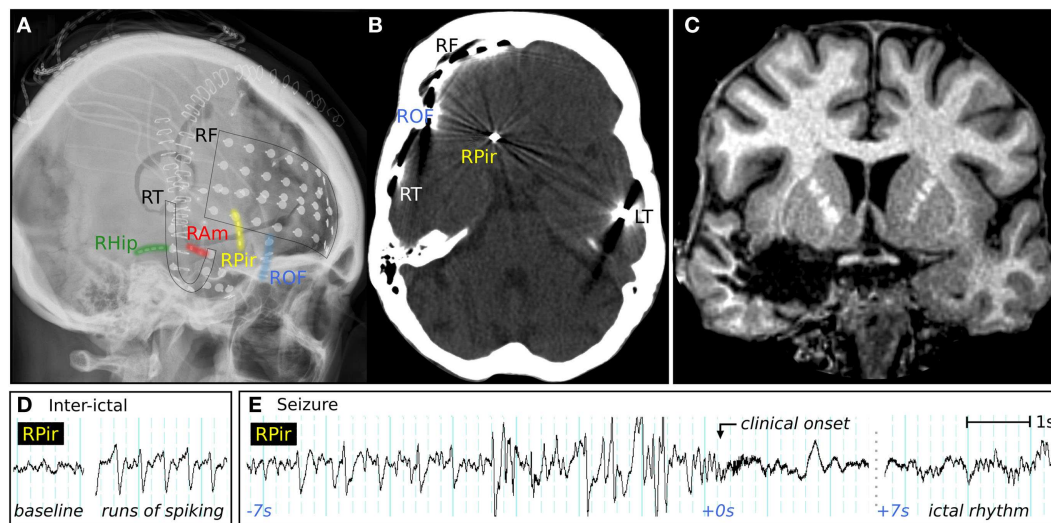 A
RF
RT
RHip
RAm
RPir
ROF
B
RF
ROF
RPir
RT
LT
C
D Inter-ictal
RPir
baseline runs of spiking
E Seizure
RPir
clinical onset
1s
-7s +0s +7s ictal rhythm